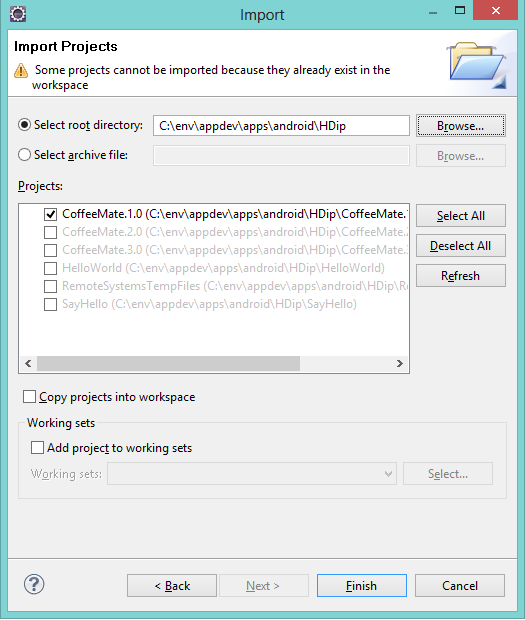 Import
Import Projects
Some projects cannot be imported because they already exist in the
workspace
Select root directory: C:\env\appdev\apps\android\HDip Browse...
Select archive file: Browse...
Projects:
CoffeeMate.1.0 (C:\env\appdev\apps\android\HDip\CoffeeMate. Select All
CoffeeMate.2.0 (C:\env\appdev\apps\android\HDip\CoffeeMate.
CoffeeMate.3.0 (C:\env\appdev\apps\android\HDip\CoffeeMate. Deselect All
HelloWorld (C:\env\appdev\apps\android\HDip\HelloWorld)
RemoteSystemsTempFiles (C:\env\appdev\apps\android\HDip\Re Refresh
SayHello (C:\env\appdev\apps\android\HDip\SayHello)
Copy projects into workspace
Working sets
Add project to working sets
Working sets: Select...
? < Back Next > Finish Cancel